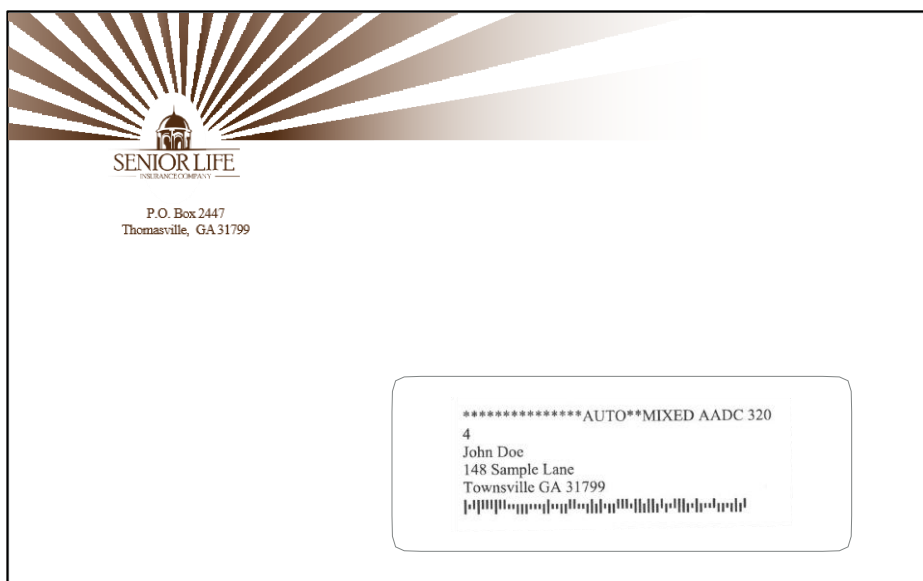 SENIOR LIFE
INSURANCE COMPANY
P.O. Box 2447
Thomasville, GA 31799
***************AUTO**MIXED AADC 320
4
John Doe
148 Sample Lane
Townsville GA 31799